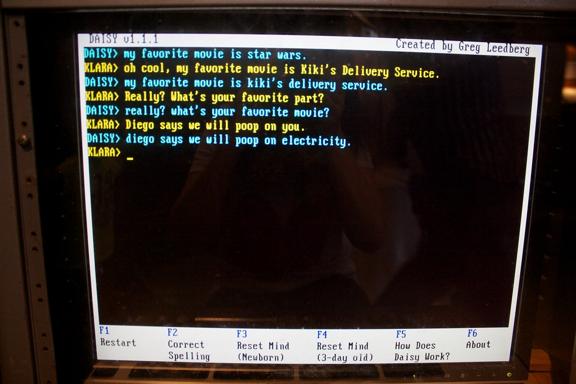 DAISY v1.1.1 Created by Greg Leedberg
DAISY> my favorite movie is star wars.
KLARA> oh cool, my favorite movie is Kiki's Delivery Service.
DAISY> my favorite movie is kiki's delivery service.
KLARA> Really? What's your favorite part?
DAISY> really? what's your favorite movie?
KLARA> Diego says we will poop on you.
DAISY> diego says we will poop on electricity.
KLARA> _
F1 F2 F3 F4 F5 F6
Restart Correct Reset Mind Reset Mind How Does About
Spelling (Newborn) (3-day old) Daisy Work?